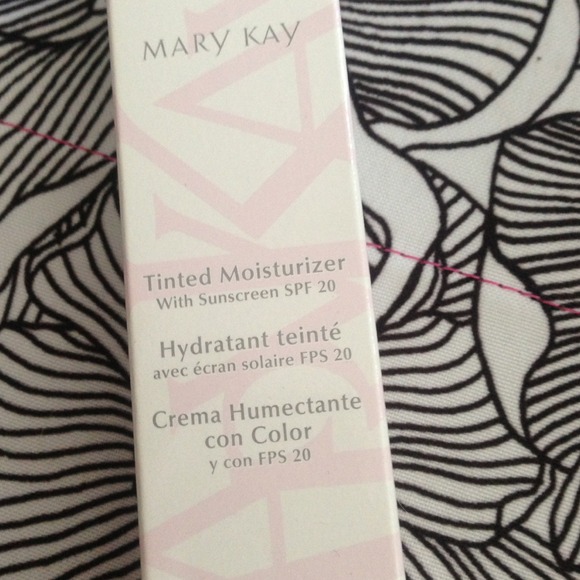 MARY KAY
Tinted Moisturizer
With Sunscreen SPF 20
Hydratant teinté
avec écran solaire FPS 20
Crema Humectante
con Color
y con FPS 20